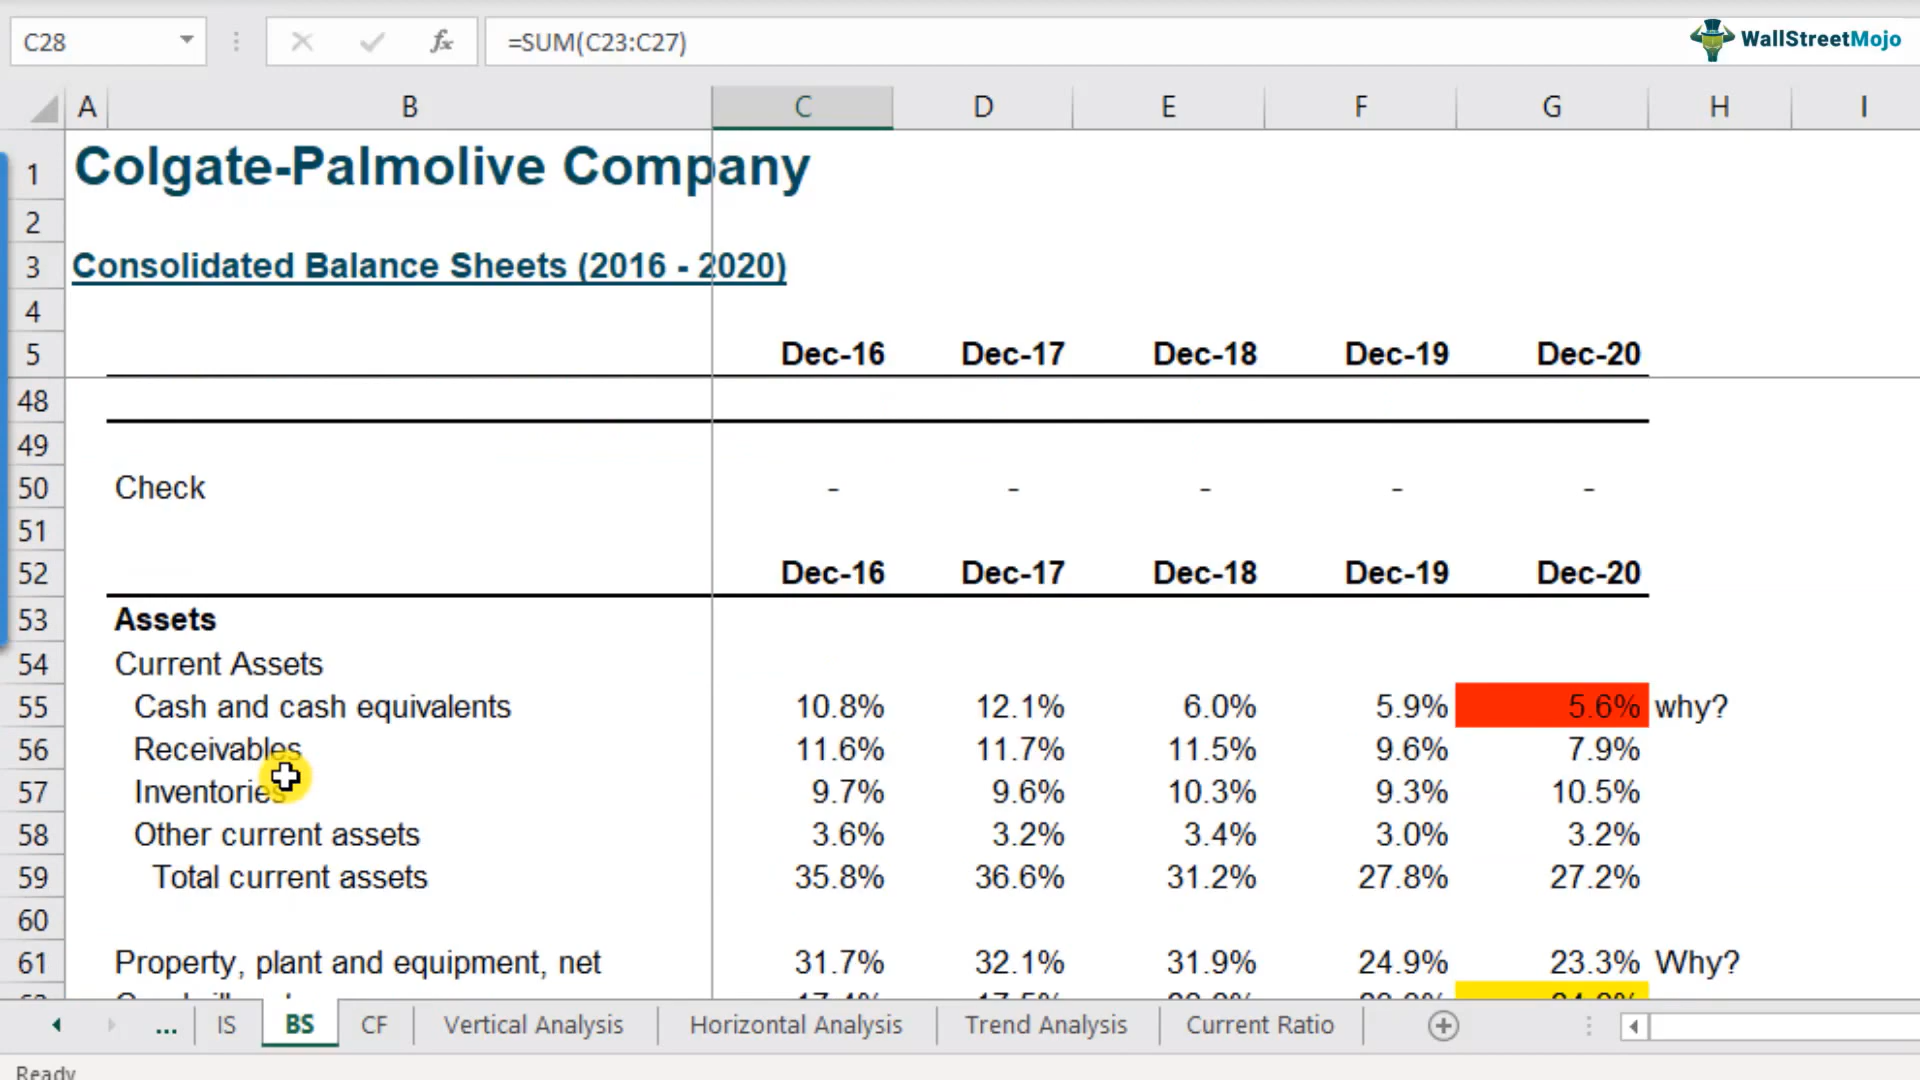 C28 fx =SUM(C23:C27) WallStreetMojo
A B C D E F G H I
1 Colgate-Palmolive Company
2
3 Consolidated Balance Sheets (2016 - 2020)
4
5 Dec-16 Dec-17 Dec-18 Dec-19 Dec-20
48
49
50 Check - - - - -
51
52 Dec-16 Dec-17 Dec-18 Dec-19 Dec-20
53 Assets
54 Current Assets
55 Cash and cash equivalents 10.8% 12.1% 6.0% 5.9% 5.6% why?
56 Receivables 11.6% 11.7% 11.5% 9.6% 7.9%
57 Inventories 9.7% 9.6% 10.3% 9.3% 10.5%
58 Other current assets 3.6% 3.2% 3.4% 3.0% 3.2%
59 Total current assets 35.8% 36.6% 31.2% 27.8% 27.2%
60
61 Property, plant and equipment, net 31.7% 32.1% 31.9% 24.9% 23.3% Why?
... IS BS CF Vertical Analysis Horizontal Analysis Trend Analysis Current Ratio
Ready